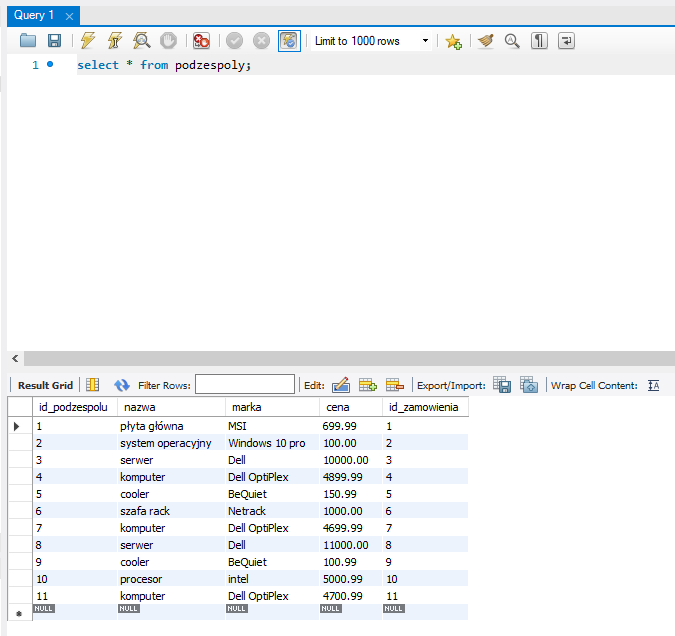 Query 1
Limit to 1000 rows
1 select * from podzespoly;
Result Grid Filter Rows: Edit: Export/Import: Wrap Cell Content:
id_podzespolu nazwa marka cena id_zamowienia
1 płyta główna MSI 699.99 1
2 system operacyjny Windows 10 pro 100.00 2
3 serwer Dell 10000.00 3
4 komputer Dell OptiPlex 4899.99 4
5 cooler BeQuiet 150.99 5
6 szafa rack Netrack 1000.00 6
7 komputer Dell OptiPlex 4699.99 7
8 serwer Dell 11000.00 8
9 cooler BeQuiet 100.99 9
10 procesor intel 5000.99 10
11 komputer Dell OptiPlex 4700.99 11
NULL NULL NULL NULL NULL